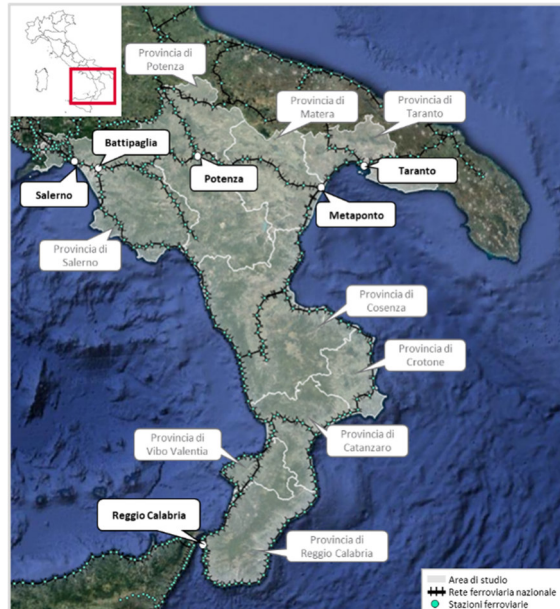 Provincia di
Potenza
Provincia di
Matera
Provincia di
Taranto
Battipaglia
Salerno
Potenza
Taranto
Metaponto
Provincia di
Salerno
Provincia di
Cosenza
Provincia di
Crotone
Provincia di
Catanzaro
Provincia di
Vibo Valentia
Reggio Calabria
Provincia di
Reggio Calabria
Area di studio
Rete ferroviaria nazionale
Stazioni ferroviarie